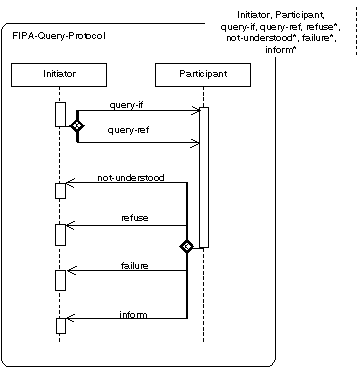 Initiator, Participant,
query-if, query-ref, refuse*,
not-understood*, failure*,
inform*
FIPA-Query-Protocol
Initiator
Participant
query-if
query-ref
not-understood
refuse
failure
inform